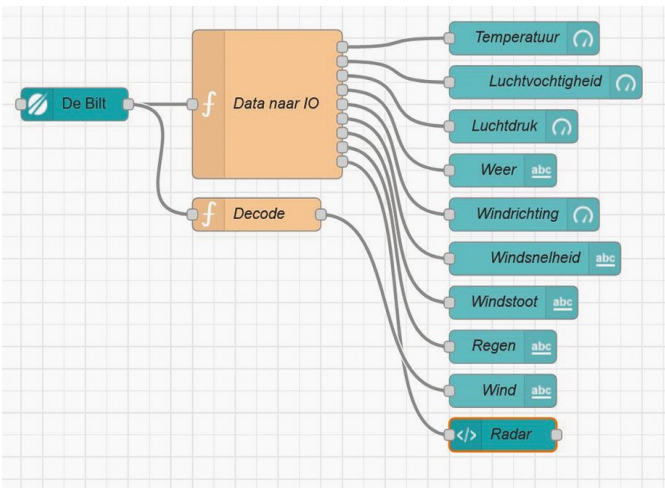 De Bilt
Data naar IO
Decode
Temperatuur
Luchtvochtigheid
Luchtdruk
Weer abc
Windrichting
Windsnelheid abc
Windstoot abc
Regen abc
Wind abc
</> Radar